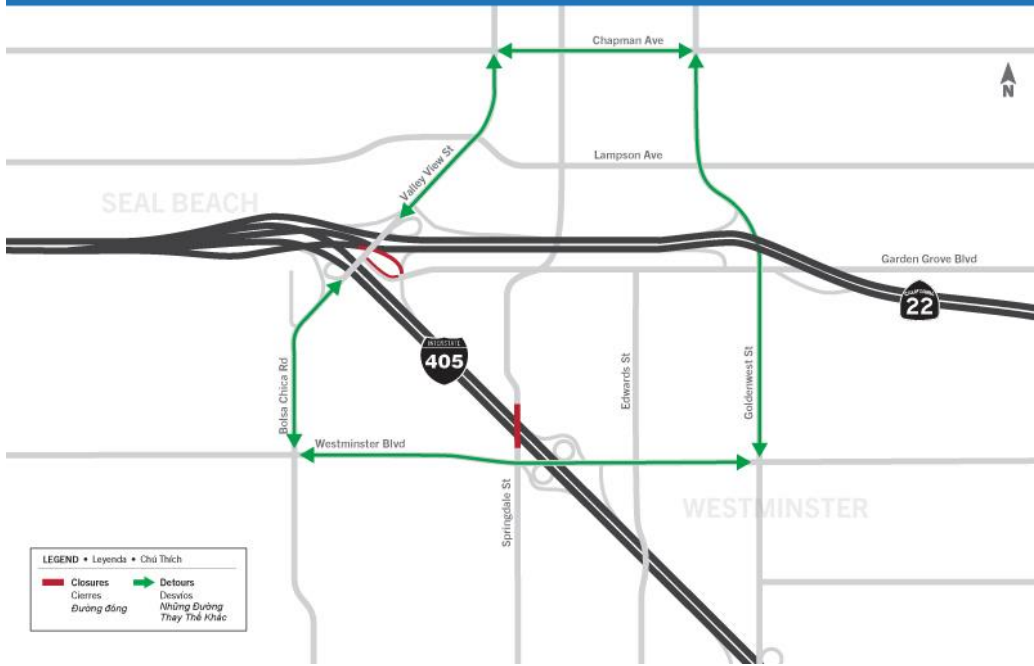 Chapman Ave
N
Lampson Ave
Valley View St
SEAL BEACH
Garden Grove Blvd
CALIFORNIA
22
INTERSTATE
405
Bolsa Chica Rd
Edwards St
Goldenwest St
Westminster Blvd
Springdale St
WESTMINSTER
LEGEND • Leyenda • Chú Thích
Closures
Cierres
Đường đóng
Detours
Desvíos
Những Đường
Thay Thế Khác